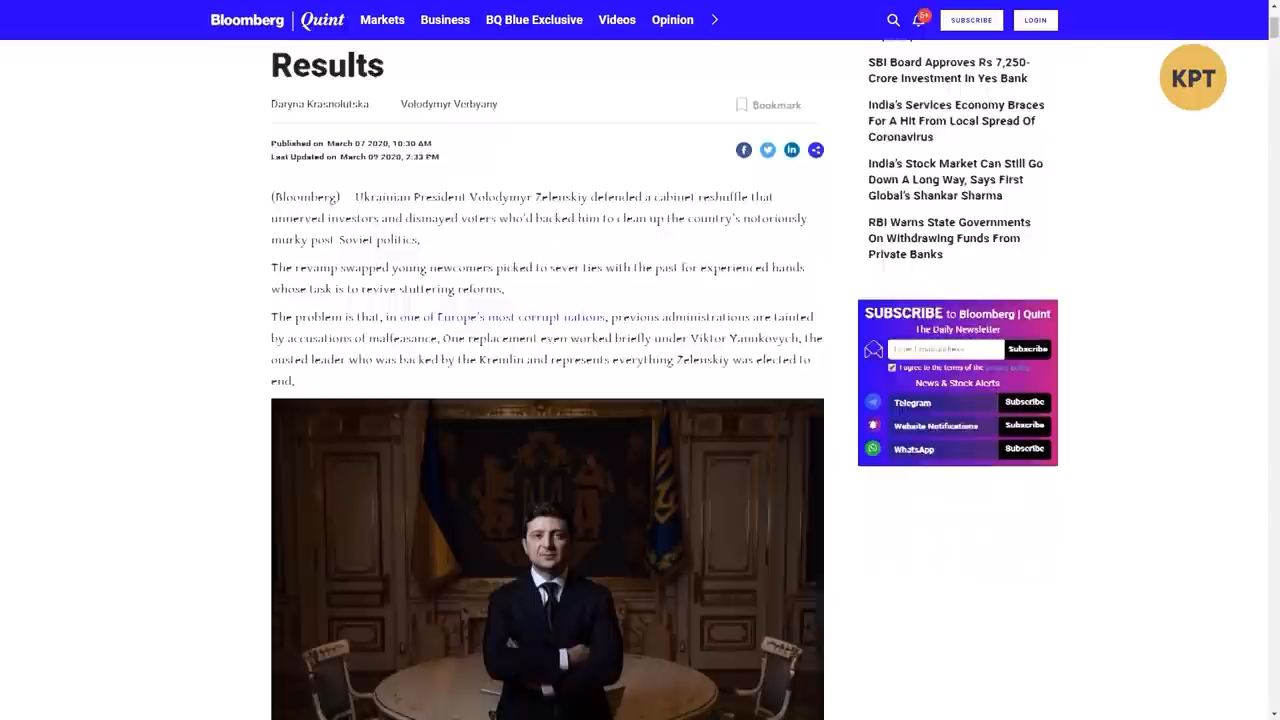 Bloomberg | Quint Markets Business BQ Blue Exclusive Videos Opinion
5+
SUBSCRIBE LOGIN
KPT
Results
Daryna Krasnolutska Volodymyr Verbyany
Bookmark
Published on March 07 2020, 10:30 AM
Last Updated on March 09 2020, 2:33 PM
(Bloomberg) Ukrainian President Volodymyr Zelenskiy defended a cabinet reshuffle that
unnerved investors and dismayed voters who'd backed him to clean up the country's notoriously
murky post Soviet politics.
The revamp swapped young newcomers picked to sever ties with the past for experienced hands
whose task is to revive stuttering reforms.
The problem is that, in one of Europe's most corrupt nations, previous administrations are tainted
by accusations of malfeasance. One replacement even worked briefly under Viktor Yanukovych, the
ousted leader who was backed by the Kremlin and represents everything Zelenskiy was elected to
end.
SBI Board Approves Rs 7,250-
Crore Investment In Yes Bank
India's Services Economy Braces
For A Hit From Local Spread Of
Coronavirus
India's Stock Market Can Still Go
Down A Long Way, Says First
Global's Shankar Sharma
RBI Warns State Governments
On Withdrawing Funds From
Private Banks
SUBSCRIBE to Bloomberg | Quint
The Daily Newsletter
Subscribe
I agree to the terms of the privacy policy
News & Stock Alerts
Telegram Subscribe
Website Notifications Subscribe
WhatsApp Subscribe